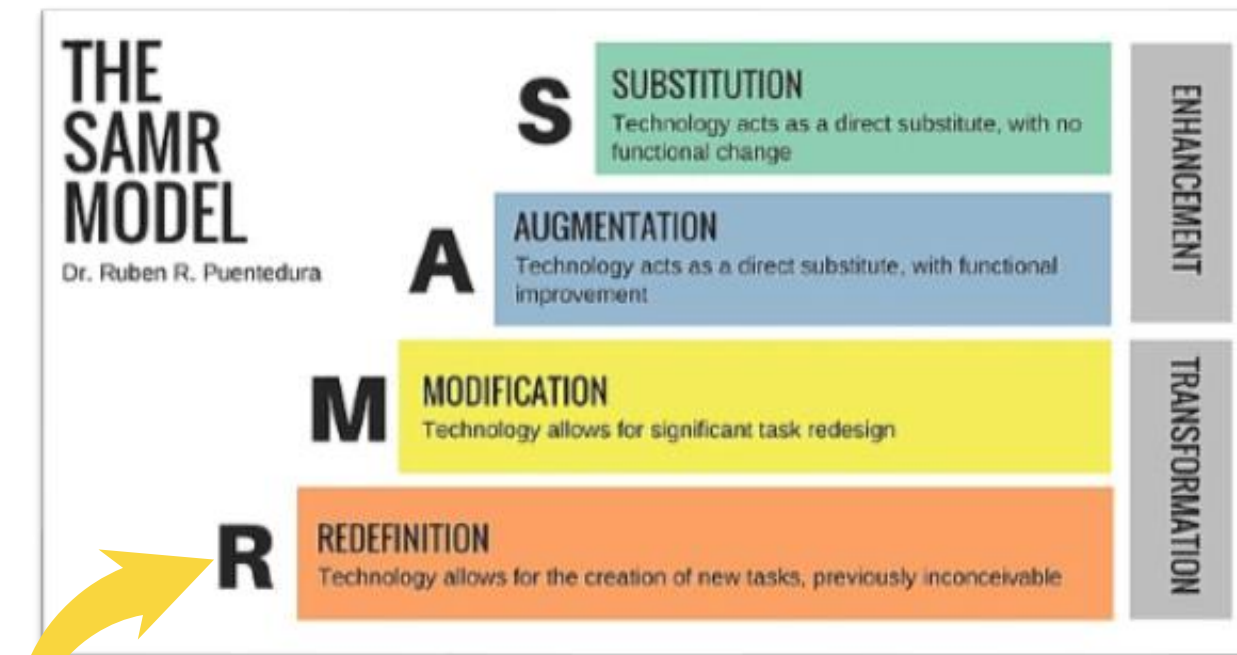 THE
SAMR
MODEL
Dr. Ruben R. Puentedura
S
SUBSTITUTION
Technology acts as a direct substitute, with no
functional change
A
AUGMENTATION
Technology acts as a direct substitute, with functional
improvement
ENHANCEMENT
M
MODIFICATION
Technology allows for significant task redesign
R
REDEFINITION
Technology allows for the creation of new tasks, previously inconceivable
TRANSFORMATION